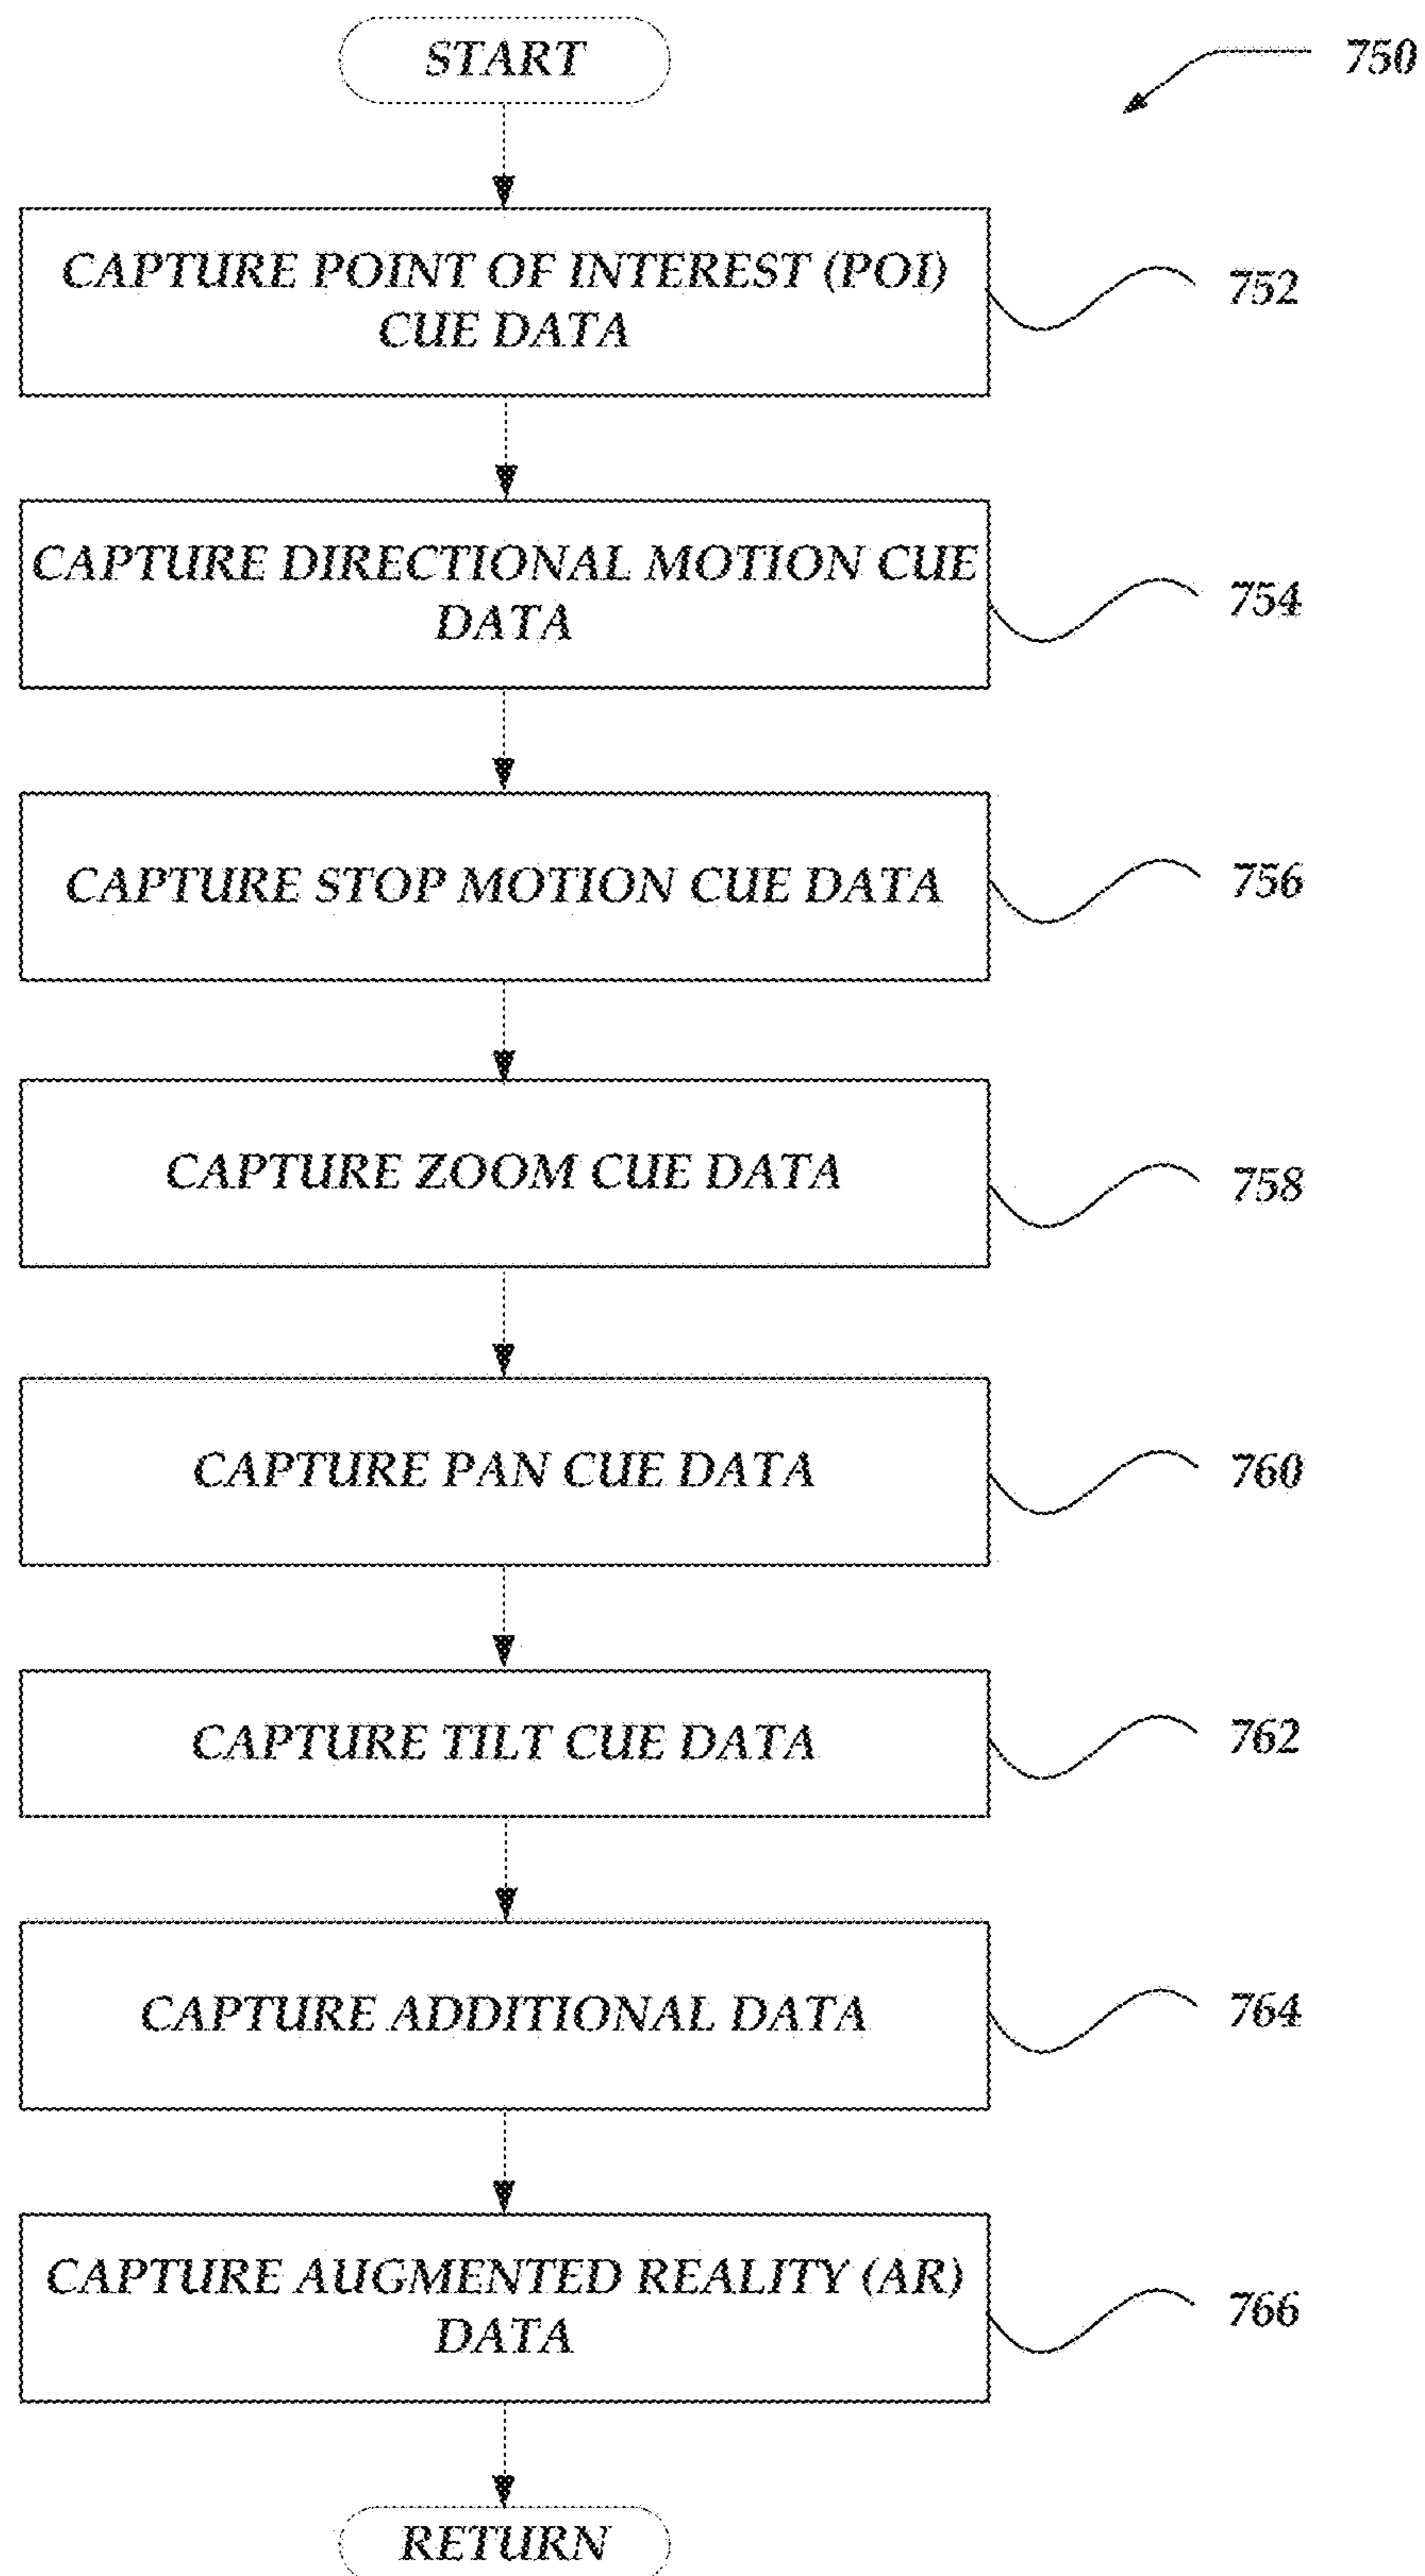 START
750
CAPTURE POINT OF INTEREST (POI)
CUE DATA
752
CAPTURE DIRECTIONAL MOTION CUE
DATA
754
CAPTURE STOP MOTION CUE DATA
756
CAPTURE ZOOM CUE DATA
758
CAPTURE PAN CUE DATA
760
CAPTURE TILT CUE DATA
762
CAPTURE ADDITIONAL DATA
764
CAPTURE AUGMENTED REALITY (AR)
DATA
766
RETURN